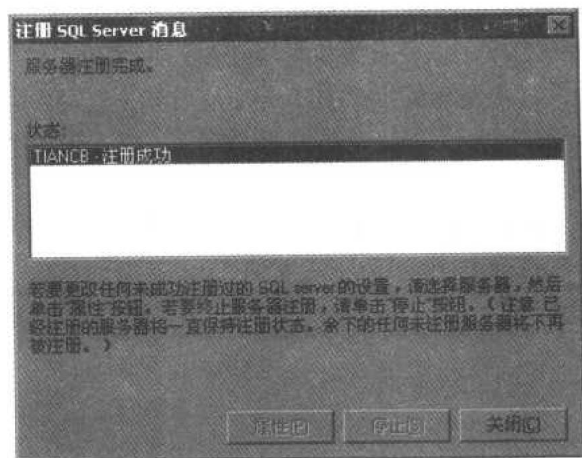 注册 SQL Server 消息
服务器注册完成。
状态:
TIANCB - 注册成功
若要更改任何未成功注册过的 SQL server 的设置，请选择服务器，然后
单击"属性"按钮。若要终止服务器注册，请单击"停止"按钮。（注意:已
经注册的服务器将一直保持注册状态。余下的任何未注册服务器将不再
被注册。）
属性(P) 停止(S) 关闭(C)